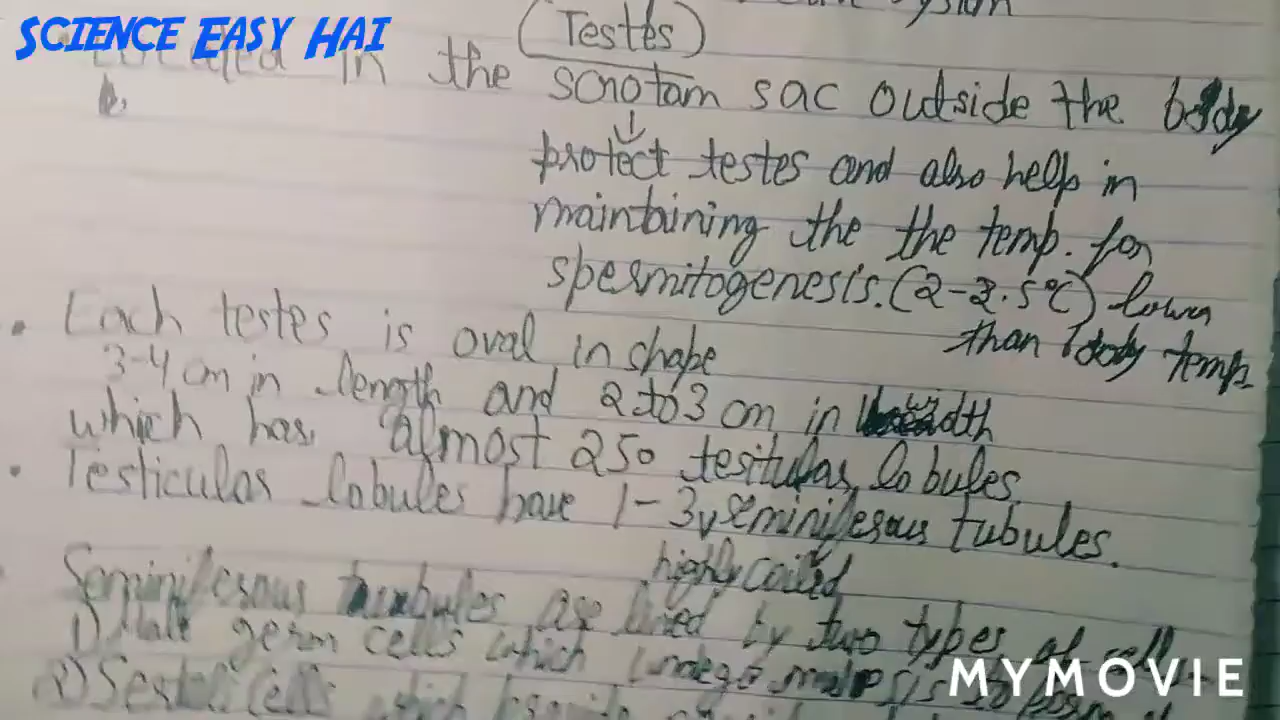 SCIENCE EASY HAI
(Testes)
in the scrotam sac outside the body
protect testes and also help in
maintaining the the temp. for
spermitogenesis. (2-2.5°C) lower
than body temp.
• Each testes is oval in shape
3-4 cm in length and 2 to 3 cm in width
which has almost 250 testitular lobules
• Testicular lobules have 1-3 seminiferous tubules.
highly coiled
Seminiferous tubules are lined by two types of cells
1) Male germ cells which undergo
2) Sertoli cells which
MYMOVIE